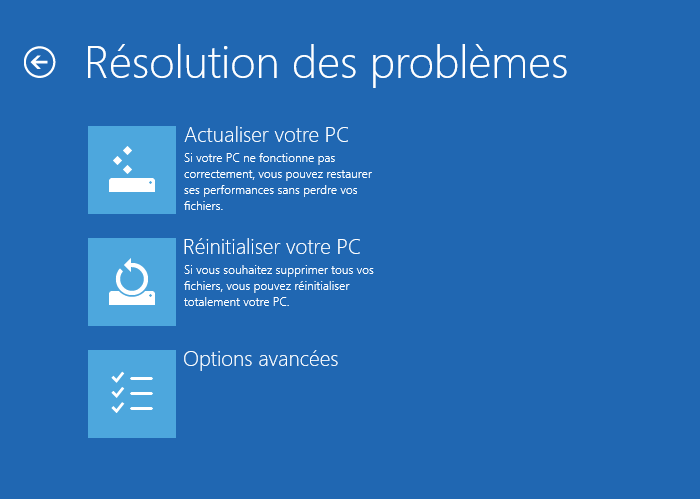 Résolution des problèmes
Actualiser votre PC
Si votre PC ne fonctionne pas
correctement, vous pouvez restaurer
ses performances sans perdre vos
fichiers.
Réinitialiser votre PC
Si vous souhaitez supprimer tous vos
fichiers, vous pouvez réinitialiser
totalement votre PC.
Options avancées